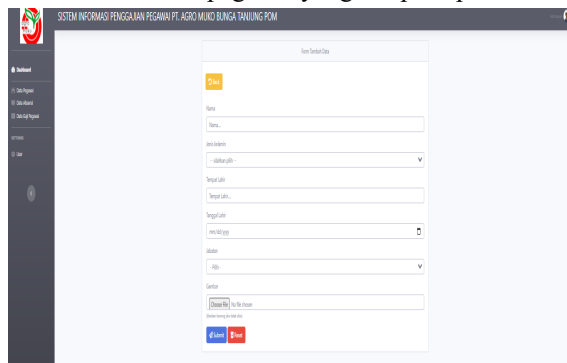 SISTEM INFORMASI PENGGAJIAN PEGAWAI PT. AGRO MUKO BUNGA TANJUNG POM
Dashboard
Data Pegawai
Data Absensi
Data Gaji Pegawai
User
Form Tambah Data
Back
Nama
Nama...
Jenis kelamin
-- silahkan pilih --
Tempat Lahir
Tempat Lahir...
Tanggal Lahir
mm/dd/yyyy
Jabatan
- Pilih -
Gambar
Choose File No file chosen
Submit Reset